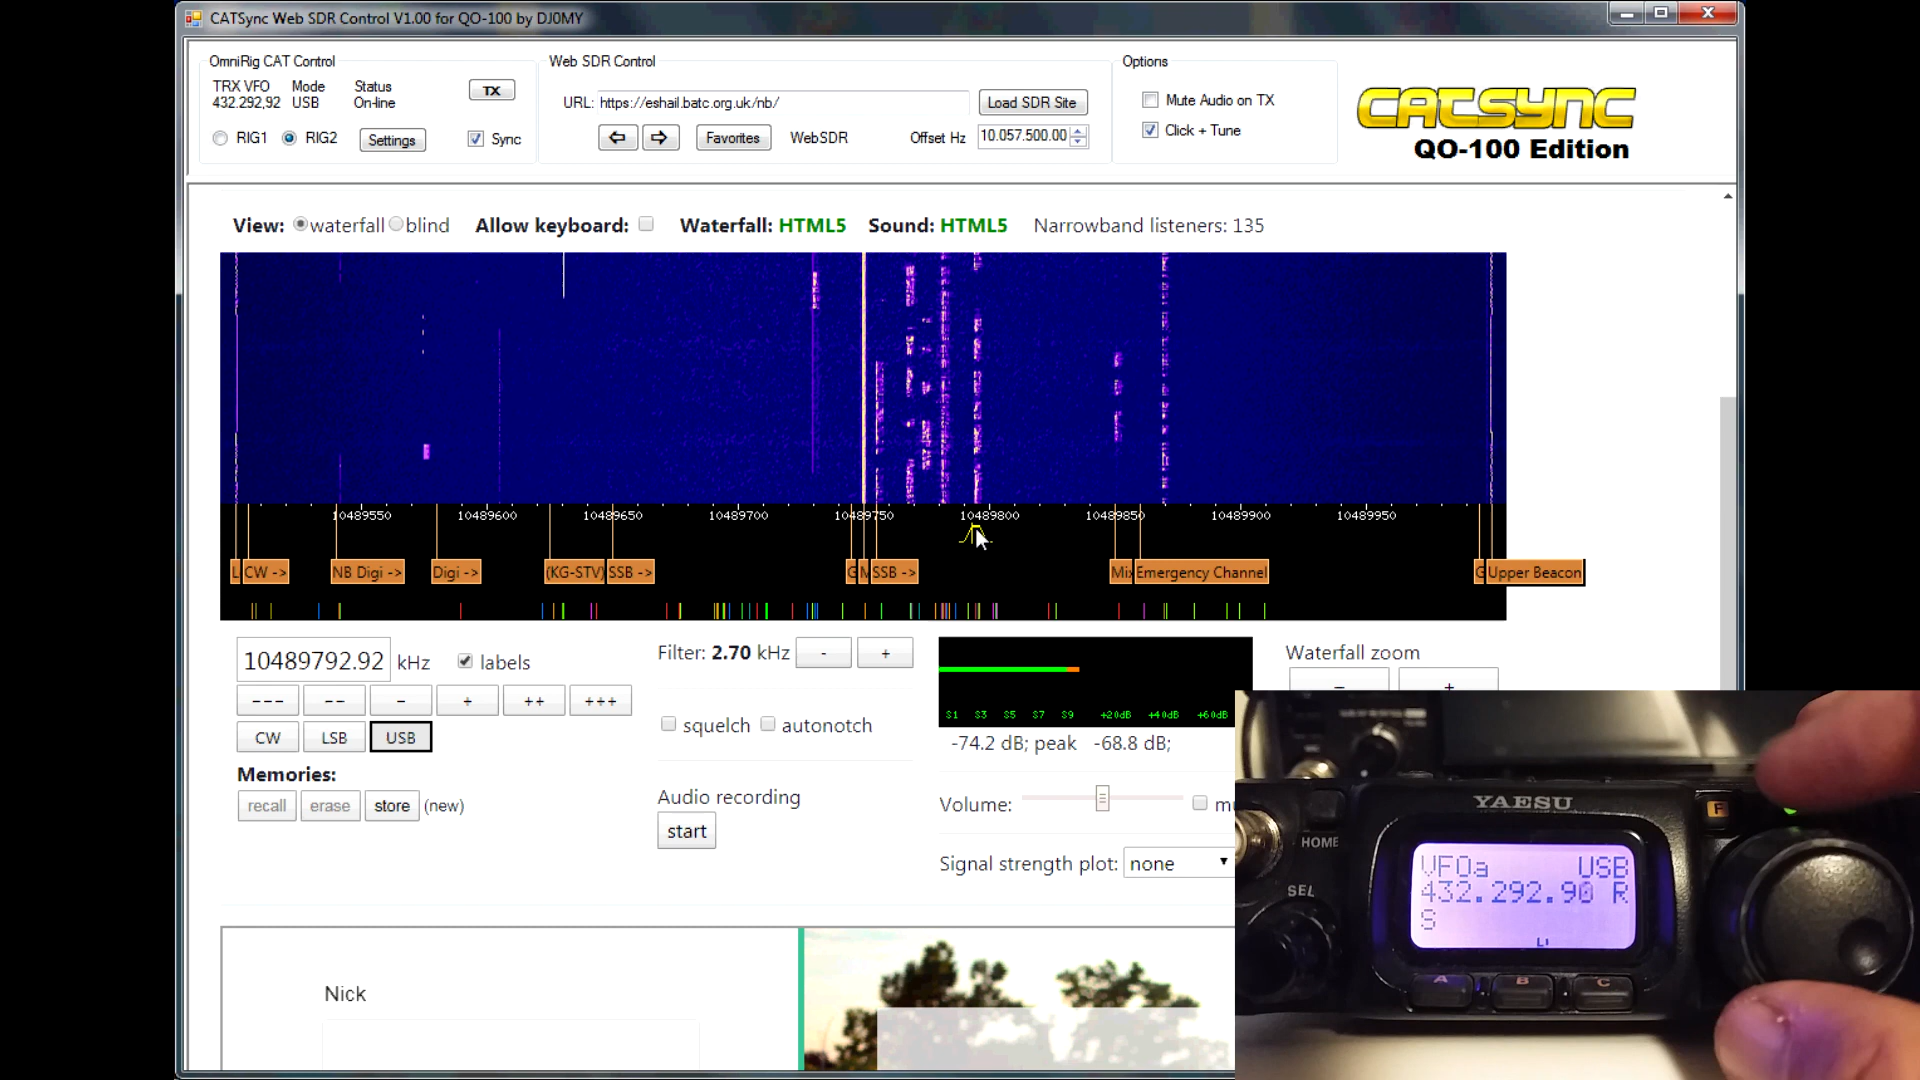 CATSync Web SDR Control V1.00 for QO-100 by DJ0MY
OmniRig CAT Control
TRX VFO Mode Status
432.292,92 USB On-line
TX
RIG1 RIG2 Settings Sync
Web SDR Control
URL: https://eshail.batc.org.uk/nb/ Load SDR Site
Favorites WebSDR Offset Hz 10.057.500.00
Options
Mute Audio on TX
Click + Tune
CATSYNC
QO-100 Edition
View: waterfall blind Allow keyboard: Waterfall: HTML5 Sound: HTML5 Narrowband listeners: 135
10489550 10489600 10489650 10489700 10489750 10489800 10489850 10489900 10489950
L CW -> NB Digi -> Digi -> (KG-STV) SSB -> G M SSB -> Mix Emergency Channel G Upper Beacon
10489792.92 kHz labels
--- -- - + ++ +++
CW LSB USB
Memories:
recall erase store (new)
Filter: 2.70 kHz - +
squelch autonotch
Audio recording
start
S1 S3 S5 S7 S9 +20dB +40dB +60dB
-74.2 dB; peak -68.8 dB;
Volume: mu
Signal strength plot: none
Waterfall zoom
- +
Nick
YAESU
F
HOME
SEL
VFOa USB
432.292.90 R
S
A B C